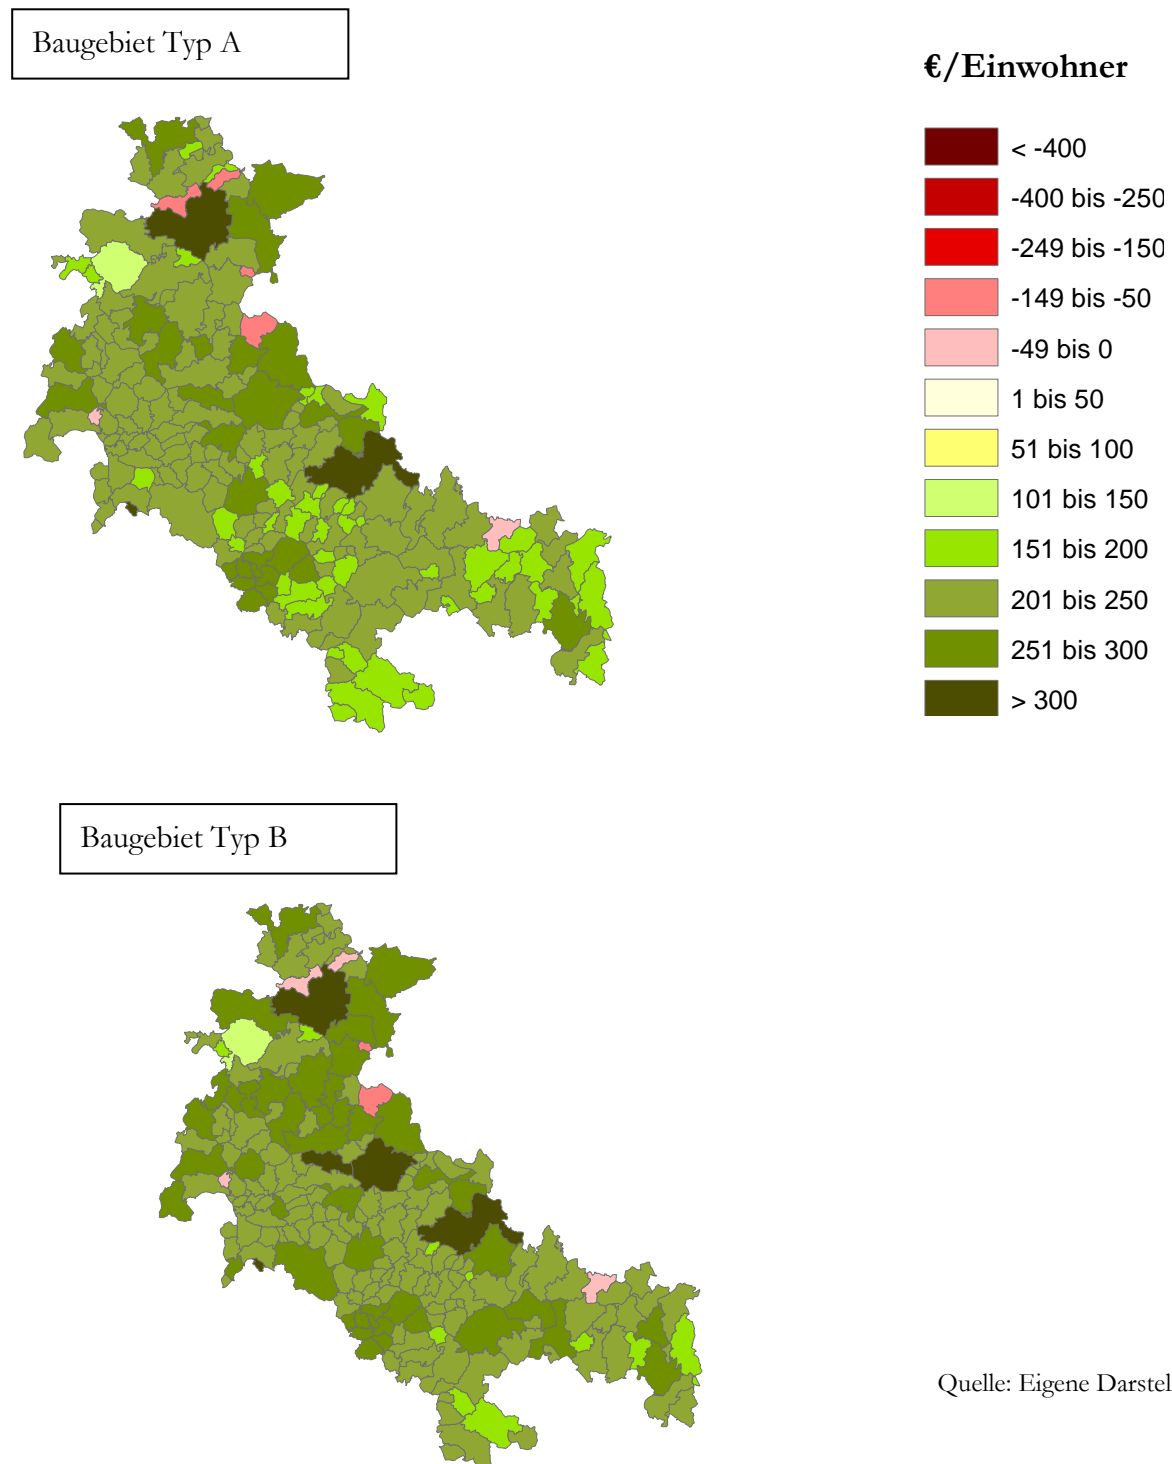 Baugebiet Typ A
€/Einwohner
< -400
-400 bis -250
-249 bis -150
-149 bis -50
-49 bis 0
1 bis 50
51 bis 100
101 bis 150
151 bis 200
201 bis 250
251 bis 300
> 300
Baugebiet Typ B
Quelle: Eigene Darstel